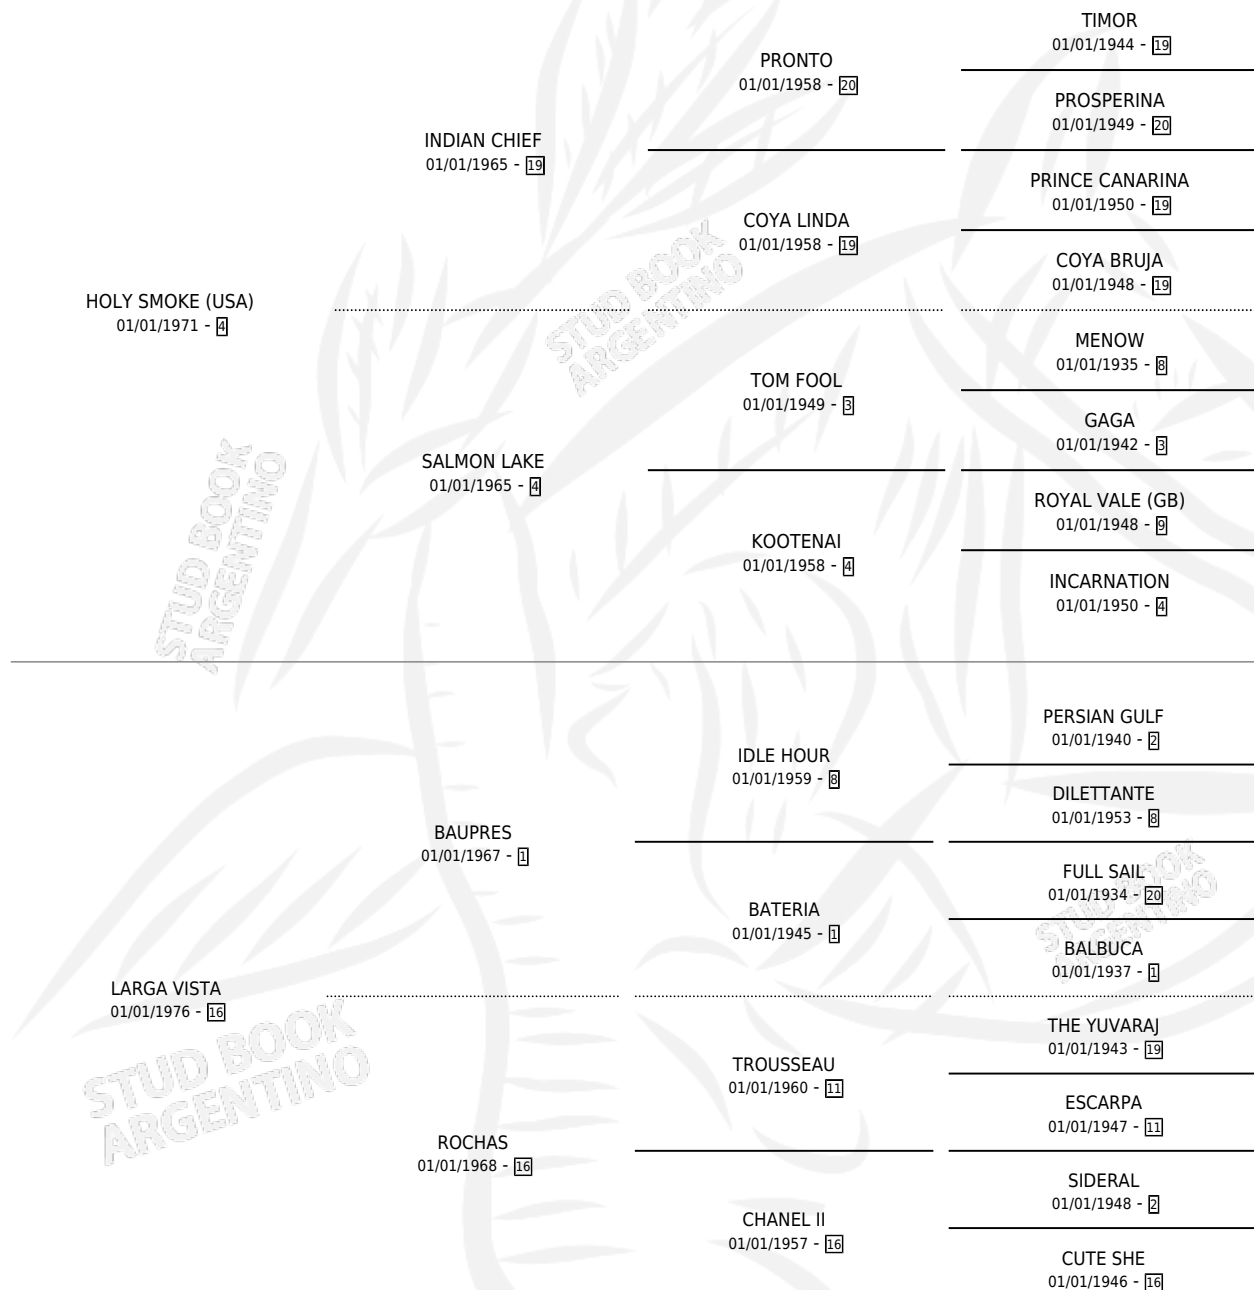 TIMOR
01/01/1944 - 19
PRONTO
01/01/1958 - 20
PROSPERINA
01/01/1949 - 20
INDIAN CHIEF
01/01/1965 - 19
PRINCE CANARINA
01/01/1950 - 19
COYA LINDA
01/01/1958 - 19
COYA BRUJA
01/01/1948 - 19
HOLY SMOKE (USA)
01/01/1971 - 4
MENOW
01/01/1935 - 8
TOM FOOL
01/01/1949 - 3
GAGA
01/01/1942 - 3
SALMON LAKE
01/01/1965 - 4
ROYAL VALE (GB)
01/01/1948 - 9
KOOTENAI
01/01/1958 - 4
INCARNATION
01/01/1950 - 4
PERSIAN GULF
01/01/1940 - 2
IDLE HOUR
01/01/1959 - 8
DILETTANTE
01/01/1953 - 8
BAUPRES
01/01/1967 - 1
FULL SAIL
01/01/1934 - 20
BATERIA
01/01/1945 - 1
BALBUCA
01/01/1937 - 1
LARGA VISTA
01/01/1976 - 16
THE YUVARAJ
01/01/1943 - 19
TROUSSEAU
01/01/1960 - 11
ESCARPA
01/01/1947 - 11
ROCHAS
01/01/1968 - 16
SIDERAL
01/01/1948 - 2
CHANEL II
01/01/1957 - 16
CUTE SHE
01/01/1946 - 16
STUD BOOK
ARGENTINO
STUD BOOK
ARGENTINO
STUD BOOK
ARGENTINO
STUD BOOK
ARGENTINO